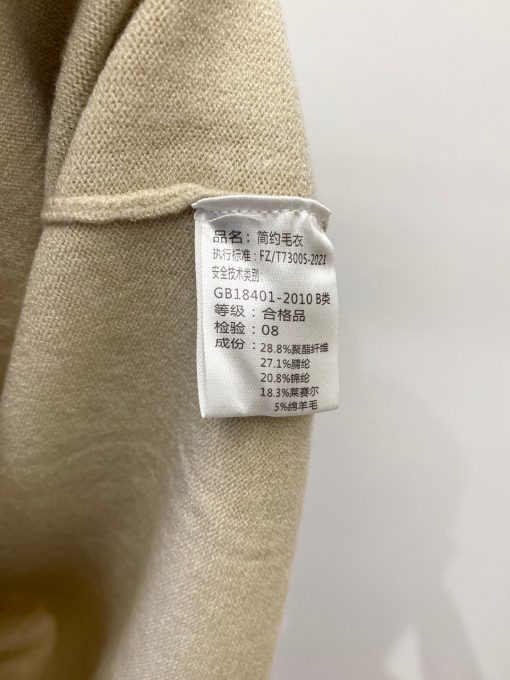 品名：简约毛衣
执行标准：FZ/T73005-2021
安全技术类别：
GB18401-2010 B类
等级：合格品
检验：08
成份：28.8%聚酯纤维
27.1%腈纶
20.8%锦纶
18.3%莱赛尔
5%绵羊毛